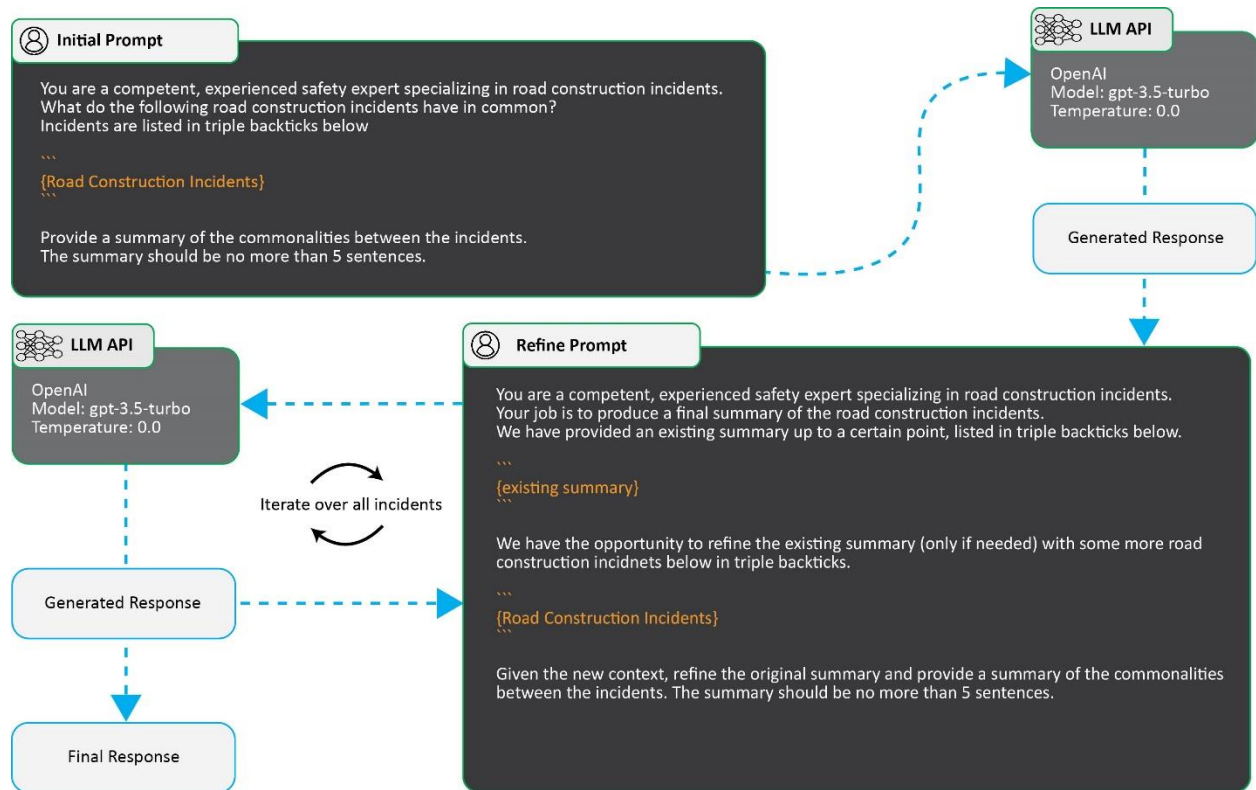 Initial Prompt
You are a competent, experienced safety expert specializing in road construction incidents.
What do the following road construction incidents have in common?
Incidents are listed in triple backticks below
```
{Road Construction Incidents}
```
Provide a summary of the commonalities between the incidents.
The summary should be no more than 5 sentences.
LLM API
OpenAI
Model: gpt-3.5-turbo
Temperature: 0.0
Generated Response
Refine Prompt
You are a competent, experienced safety expert specializing in road construction incidents.
Your job is to produce a final summary of the road construction incidents.
We have provided an existing summary up to a certain point, listed in triple backticks below.
```
{existing summary}
```
We have the opportunity to refine the existing summary (only if needed) with some more road
construction incidnets below in triple backticks.
```
{Road Construction Incidents}
```
Given the new context, refine the original summary and provide a summary of the commonalities
between the incidents. The summary should be no more than 5 sentences.
LLM API
OpenAI
Model: gpt-3.5-turbo
Temperature: 0.0
Iterate over all incidents
Generated Response
Final Response